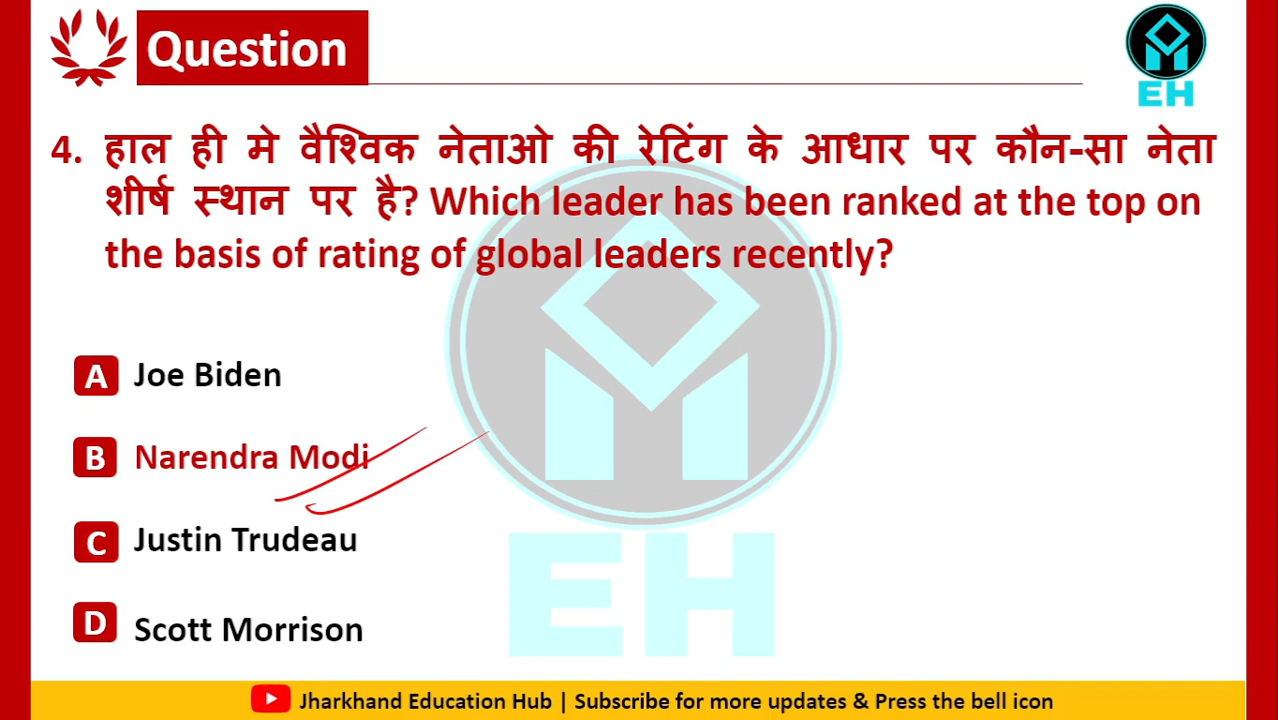 Question
EH
4. हाल ही मे वैश्विक नेताओ की रेटिंग के आधार पर कौन-सा नेता
शीर्ष स्थान पर है? Which leader has been ranked at the top on
the basis of rating of global leaders recently?
A Joe Biden
B Narendra Modi
C Justin Trudeau
D Scott Morrison
EH
Jharkhand Education Hub | Subscribe for more updates & Press the bell icon